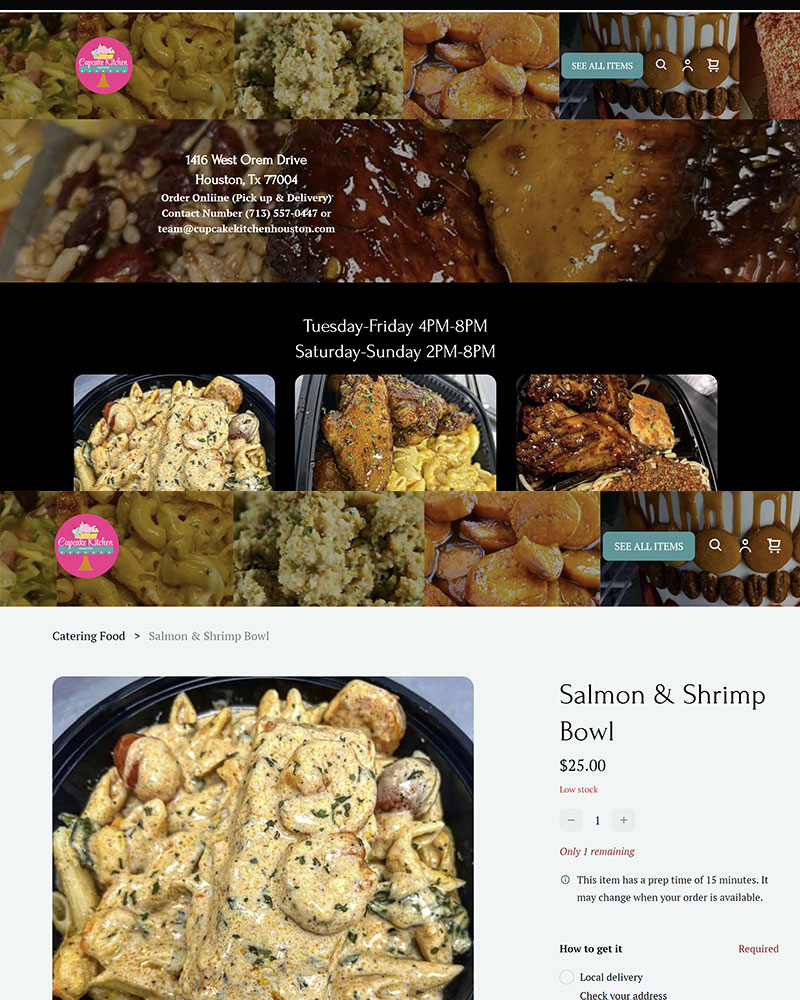 Cupcake Kitchen
SEE ALL ITEMS
1416 West Orem Drive
Houston, Tx 77004
Order Onliine (Pick up & Delivery)
Contact Number (713) 557-0447 or
team@cupcakekitchenhouston.com
Tuesday-Friday 4PM-8PM
Saturday-Sunday 2PM-8PM
Cupcake Kitchen
SEE ALL ITEMS
Catering Food > Salmon & Shrimp Bowl
Salmon & Shrimp
Bowl
$25.00
Low stock
− 1 +
Only 1 remaining
This item has a prep time of 15 minutes. It
may change when your order is available.
How to get it Required
Local delivery
Check your address